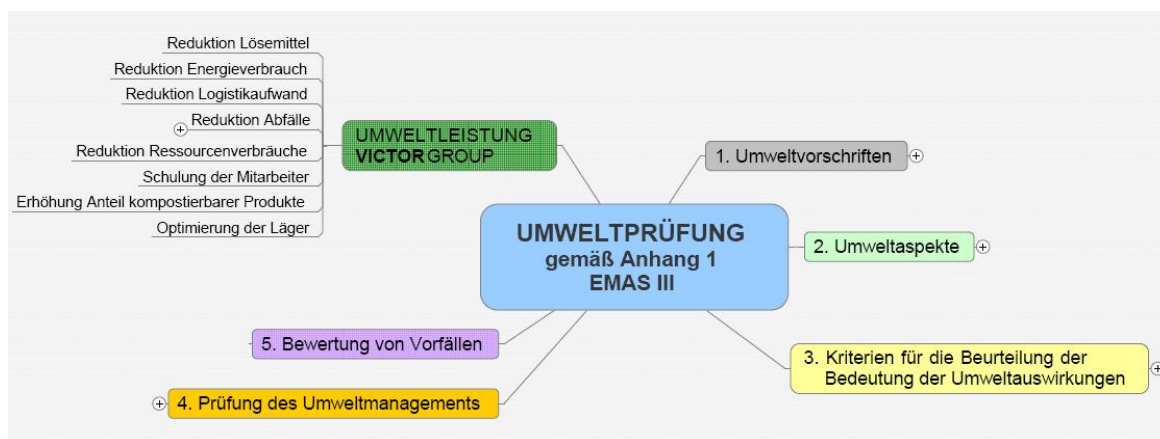 Reduktion Lösemittel
Reduktion Energieverbrauch
Reduktion Logistikaufwand
Reduktion Abfälle
Reduktion Ressourcenverbräuche
Schulung der Mitarbeiter
Erhöhung Anteil kompostierbarer Produkte
Optimierung der Läger
UMWELTLEISTUNG
VICTOR GROUP
1. Umweltvorschriften
UMWELTPRÜFUNG
gemäß Anhang 1
EMAS III
2. Umweltaspekte
3. Kriterien für die Beurteilung der
Bedeutung der Umweltauswirkungen
5. Bewertung von Vorfällen
4. Prüfung des Umweltmanagements